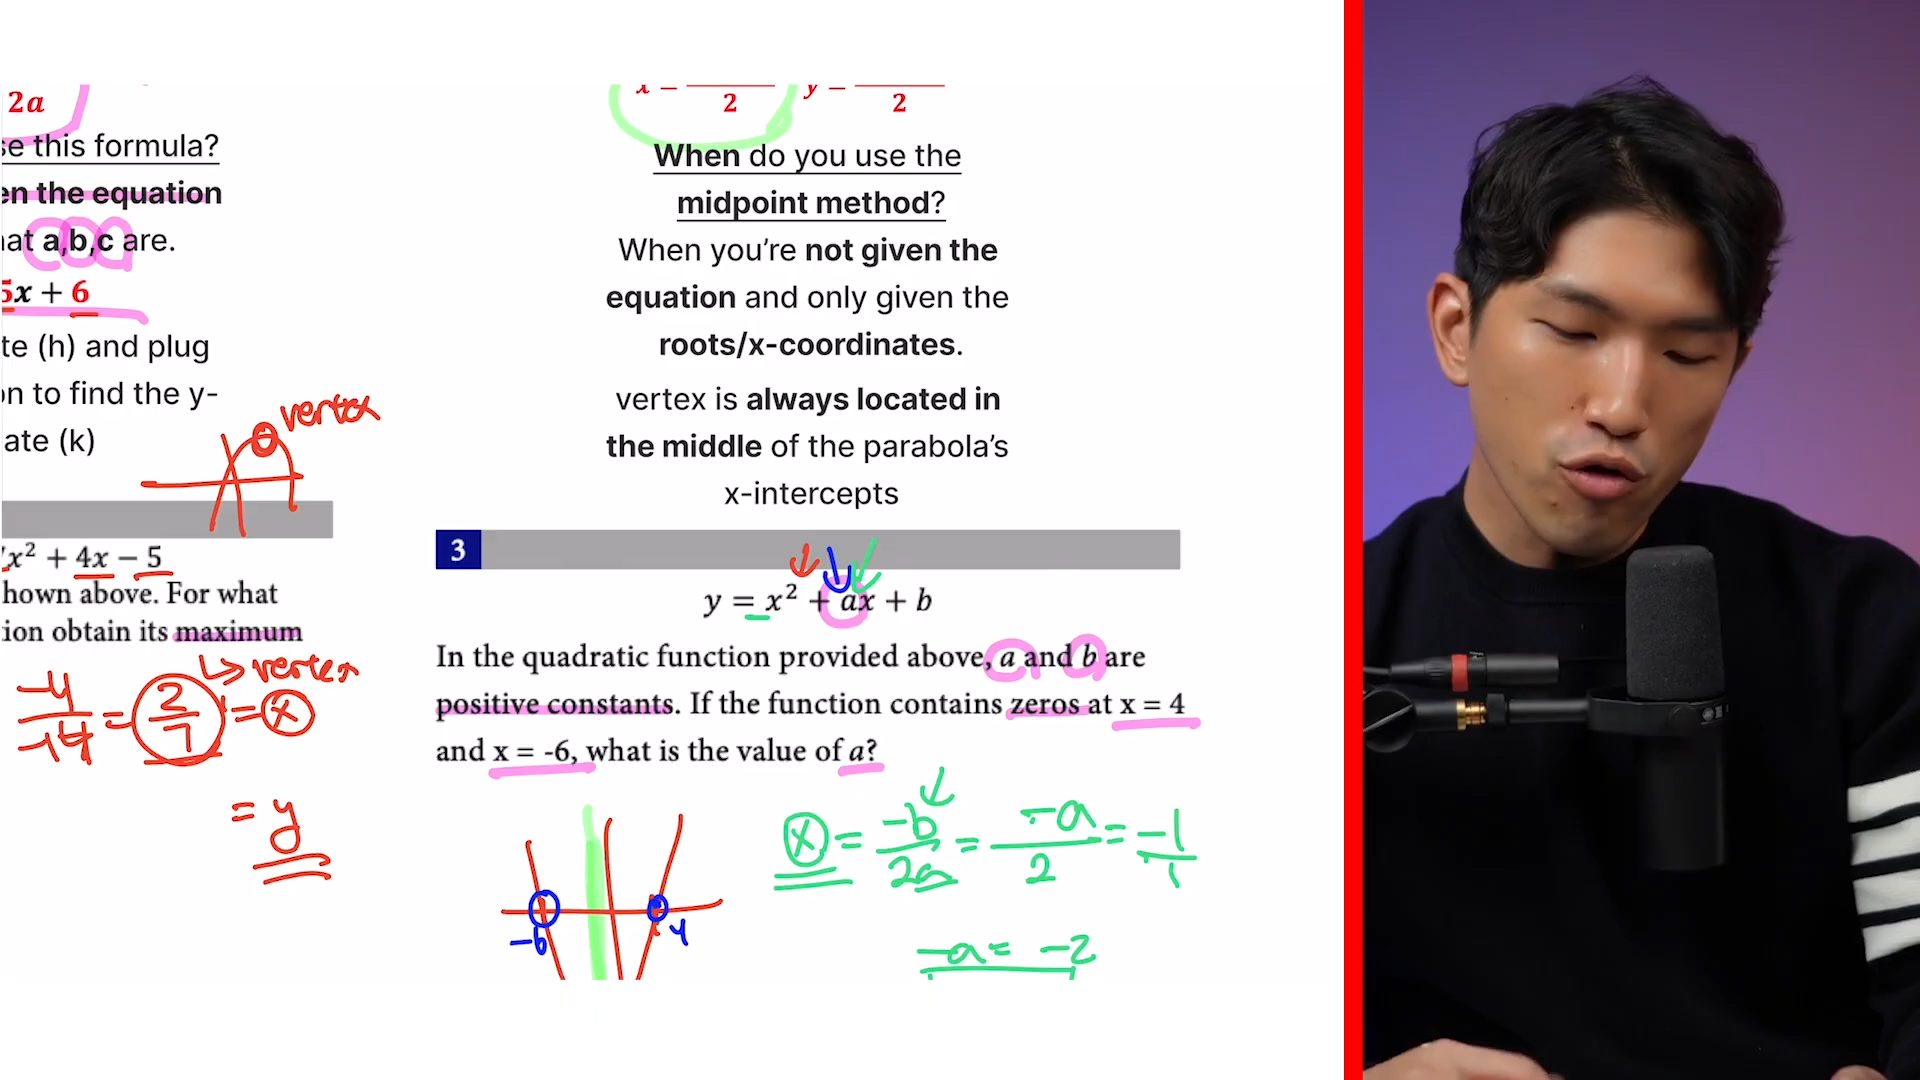 2a
se this formula?
en the equation
at a,b,c are.
5x + 6
te (h) and plug
on to find the y-
ate (k)
vertex
x² + 4x − 5
hown above. For what
ion obtain its maximum
↳ vertex
-4/-14 = 2/7 = x
= y
x = —/2 y = —/2
When do you use the
midpoint method?
When you’re not given the
equation and only given the
roots/x-coordinates.
vertex is always located in
the middle of the parabola’s
x-intercepts
3
y = x² + ax + b
In the quadratic function provided above, a and b are
positive constants. If the function contains zeros at x = 4
and x = -6, what is the value of a?
x = -b/2a = -a/2 = -1/1
-6 4
-a = -2